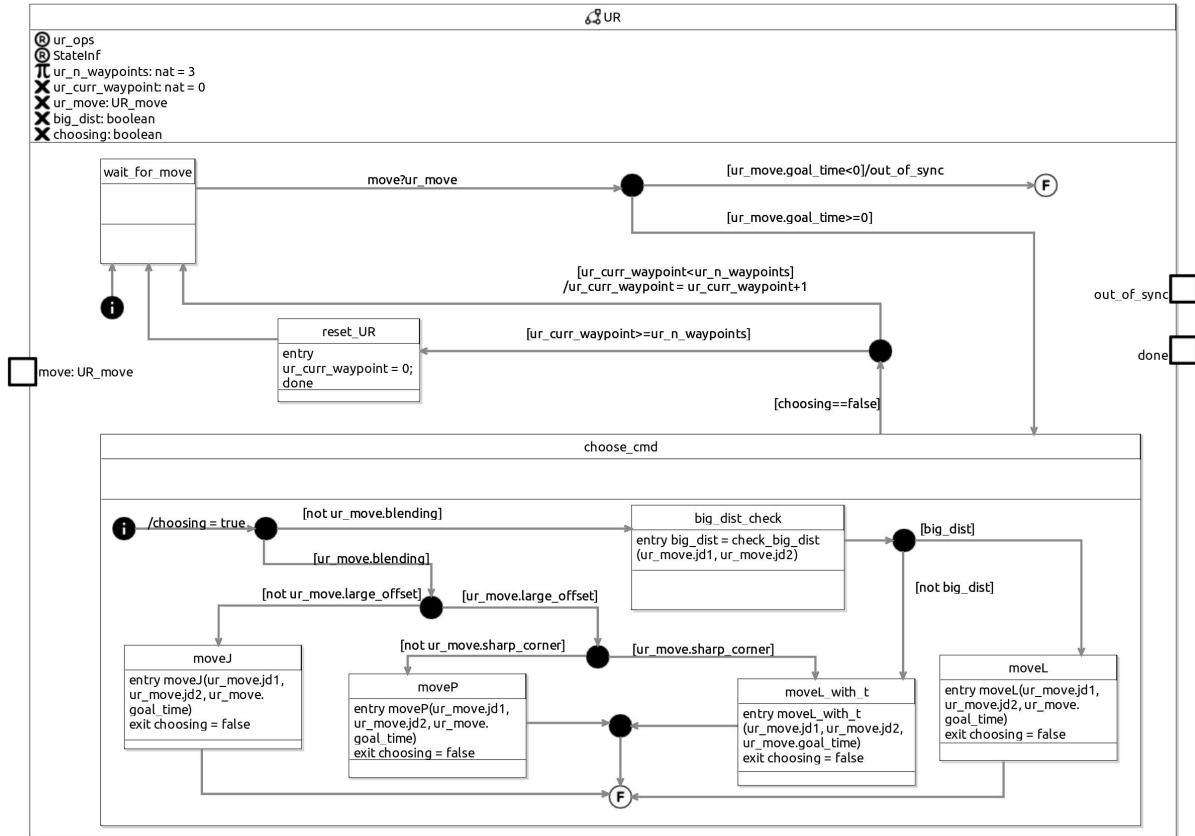 UR
R ur_ops
R StateInf
π ur_n_waypoints: nat = 3
X ur_curr_waypoint: nat = 0
X ur_move: UR_move
X big_dist: boolean
X choosing: boolean
wait_for_move
move?ur_move
[ur_move.goal_time<0]/out_of_sync
F
[ur_move.goal_time>=0]
i
[ur_curr_waypoint<ur_n_waypoints]
/ur_curr_waypoint = ur_curr_waypoint+1
out_of_sync
reset_UR
entry
ur_curr_waypoint = 0;
done
[ur_curr_waypoint>=ur_n_waypoints]
done
move: UR_move
[choosing==false]
choose_cmd
i
/choosing = true
[not ur_move.blending]
big_dist_check
entry big_dist = check_big_dist
(ur_move.jd1, ur_move.jd2)
[big_dist]
[ur_move.blending]
[not big_dist]
[not ur_move.large_offset]
[ur_move.large_offset]
[not ur_move.sharp_corner]
[ur_move.sharp_corner]
moveJ
entry moveJ(ur_move.jd1,
ur_move.jd2, ur_move.
goal_time)
exit choosing = false
moveP
entry moveP(ur_move.jd1,
ur_move.jd2, ur_move.
goal_time)
exit choosing = false
moveL_with_t
entry moveL_with_t
(ur_move.jd1, ur_move.jd2,
ur_move.goal_time)
exit choosing = false
moveL
entry moveL(ur_move.jd1,
ur_move.jd2, ur_move.
goal_time)
exit choosing = false
F